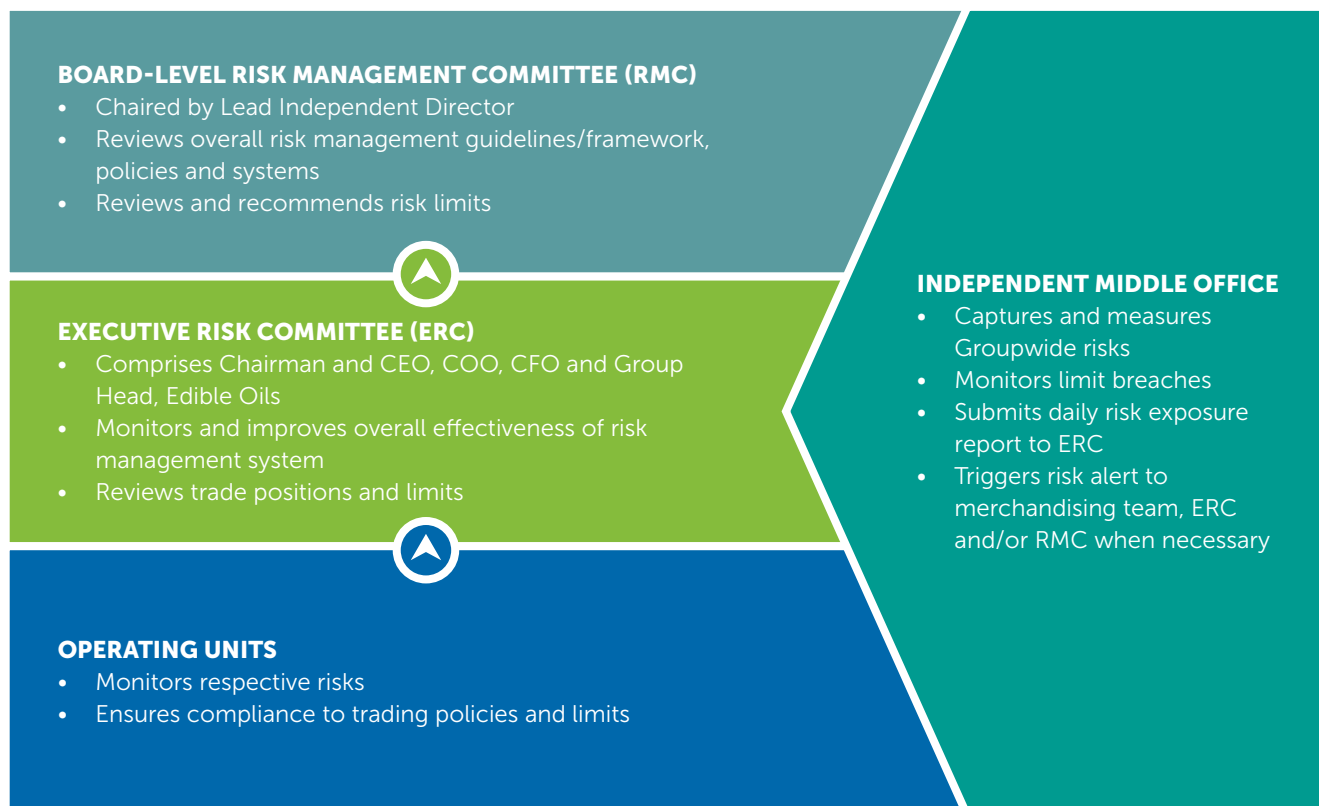 BOARD-LEVEL RISK MANAGEMENT COMMITTEE (RMC)
• Chaired by Lead Independent Director
• Reviews overall risk management guidelines/framework,
policies and systems
• Reviews and recommends risk limits
EXECUTIVE RISK COMMITTEE (ERC)
• Comprises Chairman and CEO, COO, CFO and Group
Head, Edible Oils
• Monitors and improves overall effectiveness of risk
management system
• Reviews trade positions and limits
OPERATING UNITS
• Monitors respective risks
• Ensures compliance to trading policies and limits
INDEPENDENT MIDDLE OFFICE
• Captures and measures
Groupwide risks
• Monitors limit breaches
• Submits daily risk exposure
report to ERC
• Triggers risk alert to
merchandising team, ERC
and/or RMC when necessary